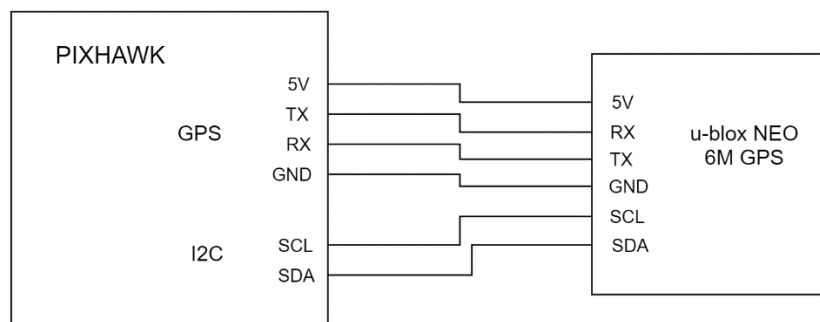 PIXHAWK
GPS
5V
TX
RX
GND
I2C
SCL
SDA
5V
RX
TX
GND
SCL
SDA
u-blox NEO
6M GPS